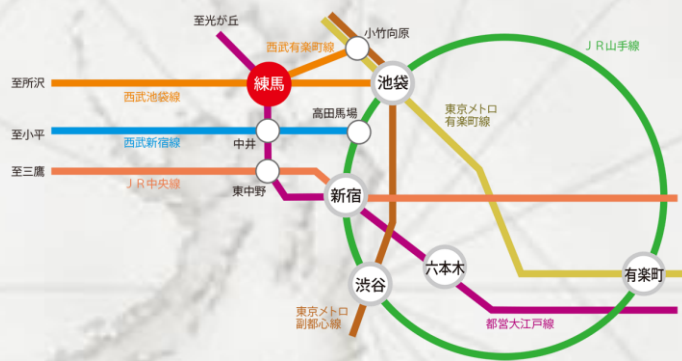 至光が丘
小竹向原
西武有楽町線
JR山手線
至所沢
練馬
池袋
西武池袋線
高田馬場
東京メトロ
有楽町線
至小平
西武新宿線
中井
至三鷹
JR中央線
東中野
新宿
六本木
有楽町
渋谷
東京メトロ
副都心線
都営大江戸線